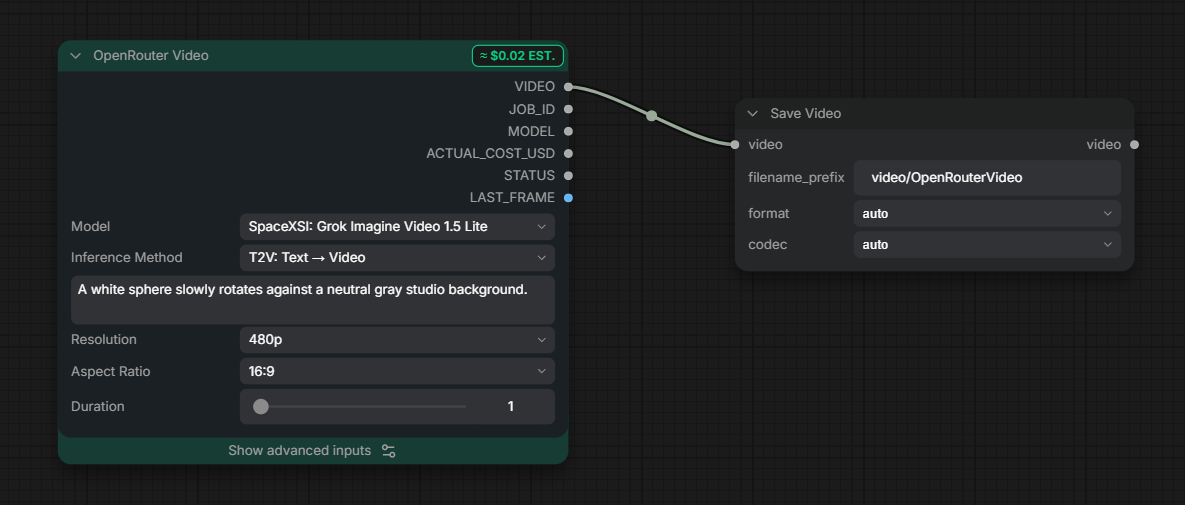 OpenRouter Video
≈ $0.02 EST.
VIDEO
JOB_ID
MODEL
ACTUAL_COST_USD
STATUS
LAST_FRAME
Model SpaceXSI: Grok Imagine Video 1.5 Lite
Inference Method T2V: Text → Video
A white sphere slowly rotates against a neutral gray studio background.
Resolution 480p
Aspect Ratio 16:9
Duration 1
Show advanced inputs
Save Video
video video
filename_prefix video/OpenRouterVideo
format auto
codec auto